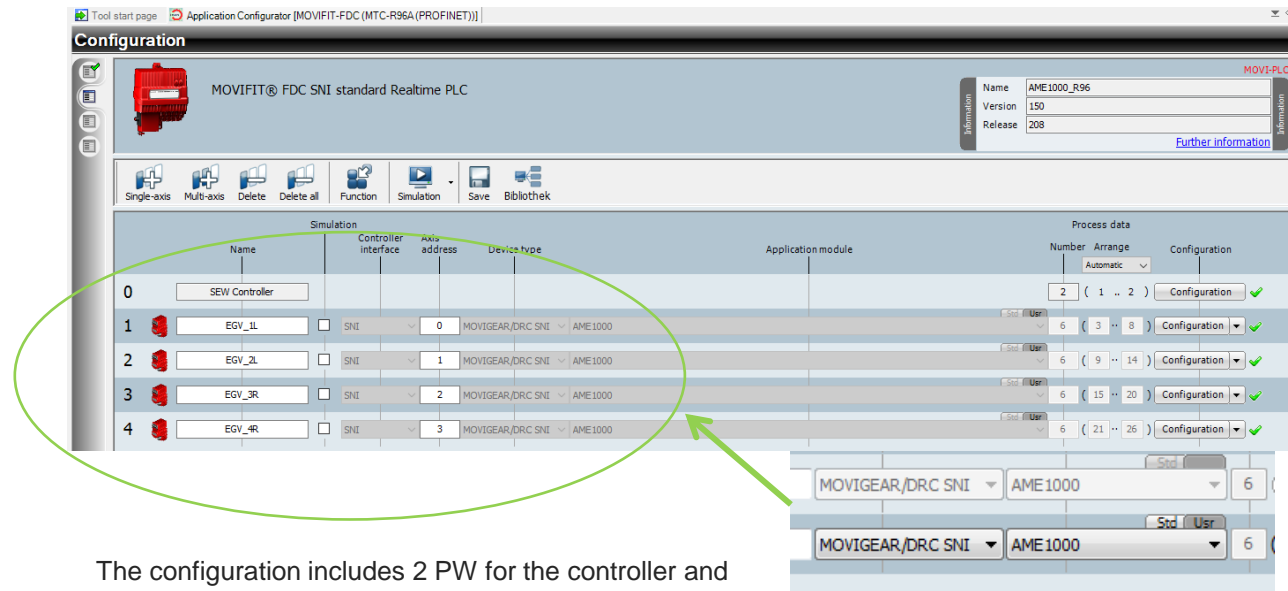 Tool start page Application Configurator [MOVIFIT-FDC (MTC-R96A (PROFINET))]
Configuration
MOVI-PLC
MOVIFIT® FDC SNI standard Realtime PLC
Information
Name AME1000_R96
Version 150
Release 208
Information
Further information
Single-axis Multi-axis Delete Delete all Function Simulation Save Bibliothek
Simulation Process data
Name Controller interface Axis address Device type Application module Number Arrange Configuration
Automatic
0 SEW Controller 2 ( 1 .. 2 ) Configuration
Std Usr
1 EGV_1L SNI 0 MOVIGEAR/DRC SNI AME1000 6 ( 3 .. 8 ) Configuration
Std Usr
2 EGV_2L SNI 1 MOVIGEAR/DRC SNI AME1000 6 ( 9 .. 14 ) Configuration
Std Usr
3 EGV_3R SNI 2 MOVIGEAR/DRC SNI AME1000 6 ( 15 .. 20 ) Configuration
Std Usr
4 EGV_4R SNI 3 MOVIGEAR/DRC SNI AME1000 6 ( 21 .. 26 ) Configuration
Std
MOVIGEAR/DRC SNI AME1000 6 (
Std Usr
MOVIGEAR/DRC SNI AME1000 6 (
The configuration includes 2 PW for the controller and